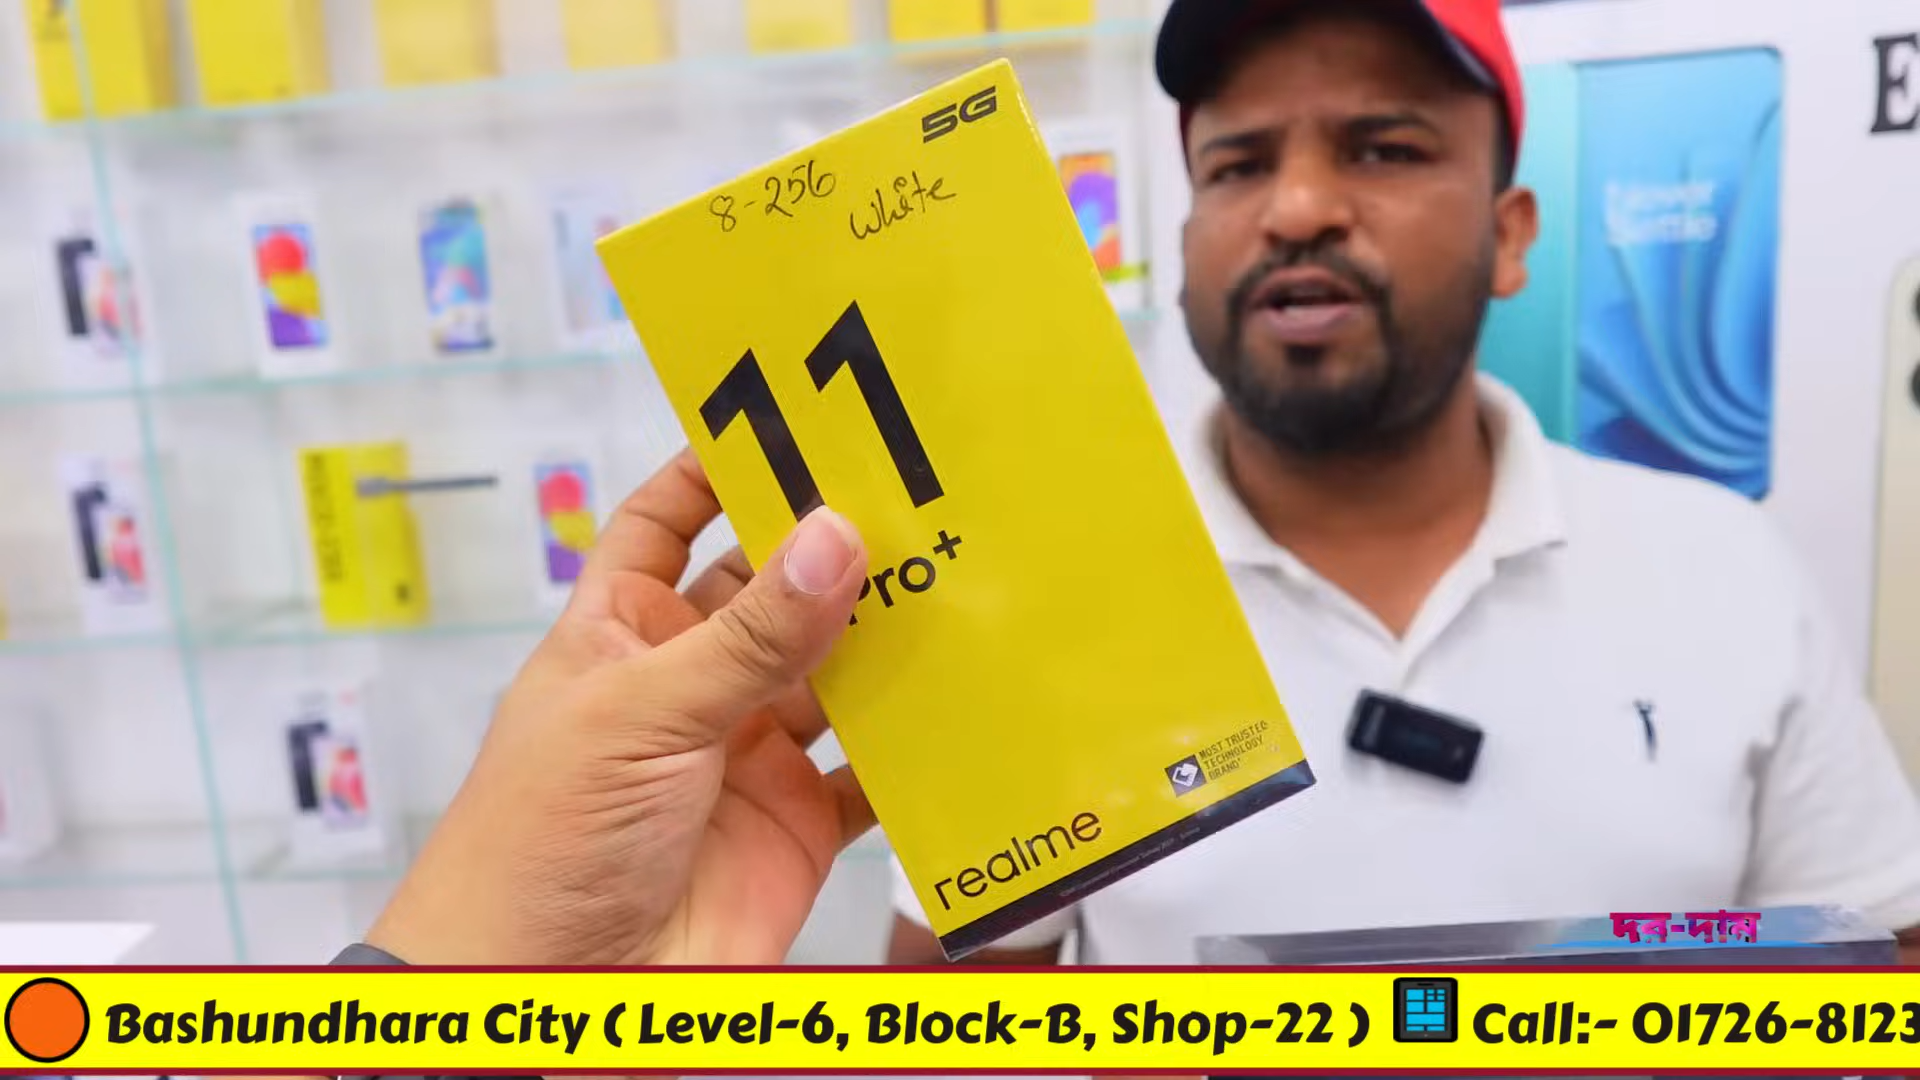 5G
8-256
White
11
Pro+
MOST TRUSTED
TECHNOLOGY
BRAND*
realme
দর-দাম
Bashundhara City ( Level-6, Block-B, Shop-22 ) Call:- 01726-8123